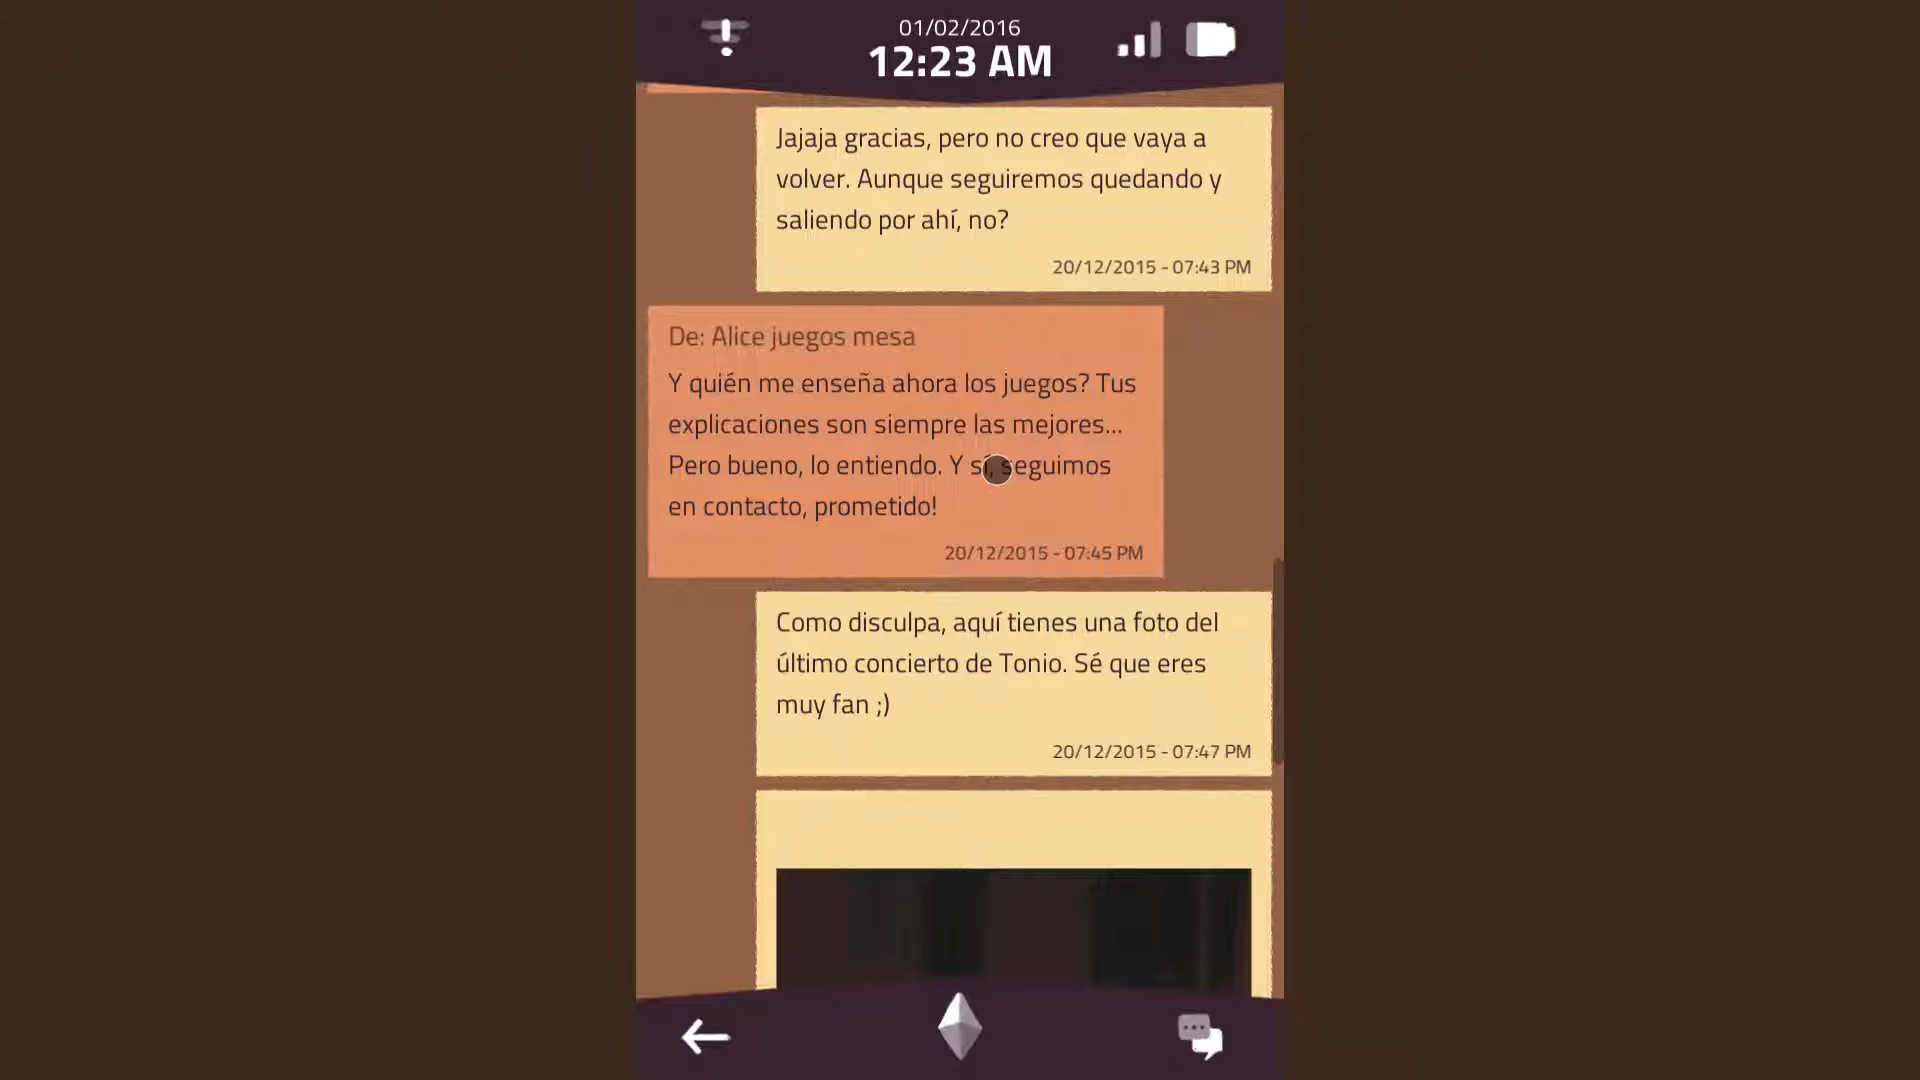 01/02/2016
12:23 AM
Jajaja gracias, pero no creo que vaya a
volver. Aunque seguiremos quedando y
saliendo por ahí, no?
20/12/2015 - 07:43 PM
De: Alice juegos mesa
Y quién me enseña ahora los juegos? Tus
explicaciones son siempre las mejores...
Pero bueno, lo entiendo. Y sí, seguimos
en contacto, prometido!
20/12/2015 - 07:45 PM
Como disculpa, aquí tienes una foto del
último concierto de Tonio. Sé que eres
muy fan ;)
20/12/2015 - 07:47 PM